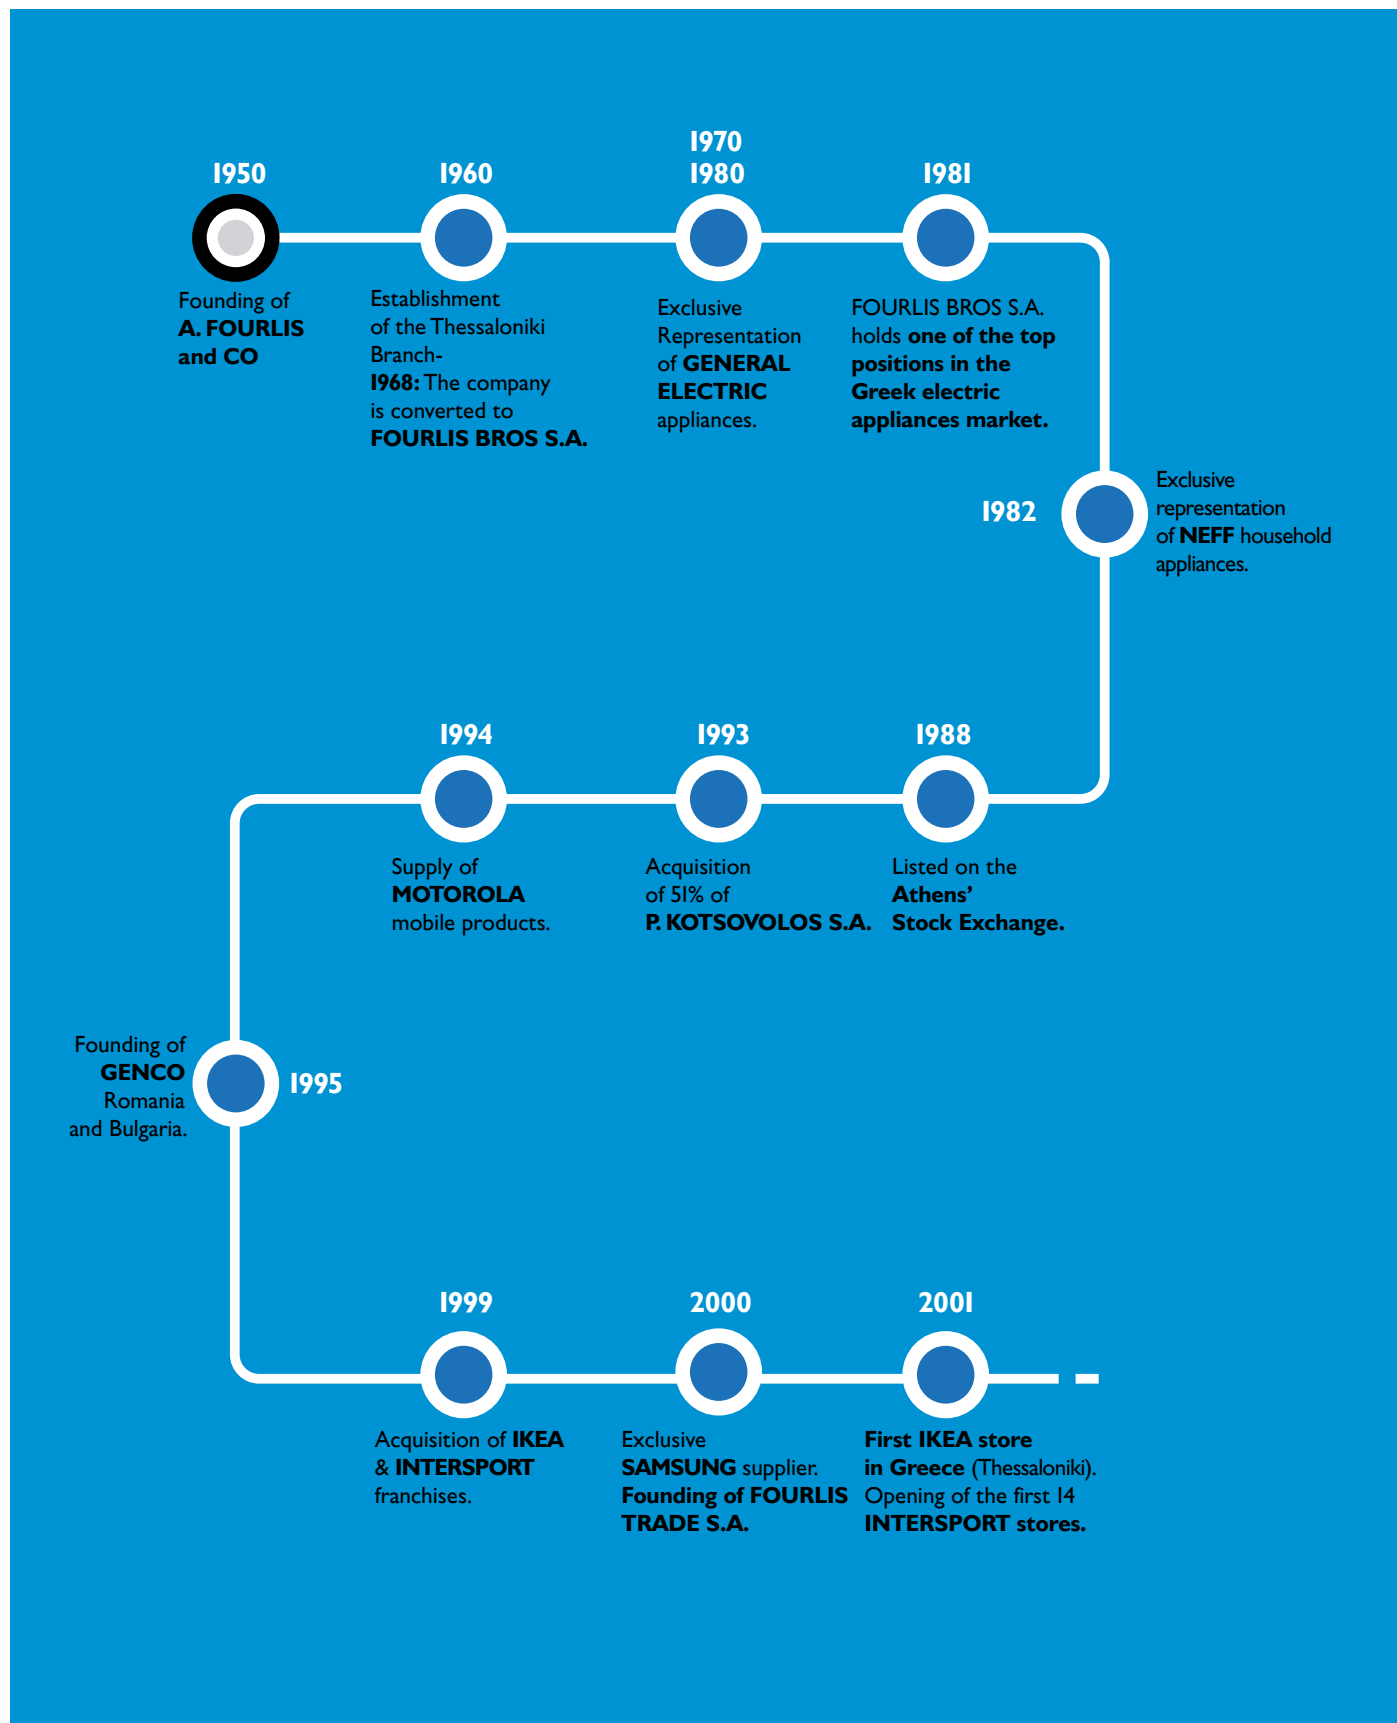 1950
Founding of
A. FOURLIS
and CO
1960
Establishment
of the Thessaloniki
Branch-
1968: The company
is converted to
FOURLIS BROS S.A.
1970
1980
Exclusive
Representation
of GENERAL
ELECTRIC
appliances.
1981
FOURLIS BROS S.A.
holds one of the top
positions in the
Greek electric
appliances market.
1982
Exclusive
representation
of NEFF household
appliances.
1988
Listed on the
Athens’
Stock Exchange.
1993
Acquisition
of 51% of
P. KOTSOVOLOS S.A.
1994
Supply of
MOTOROLA
mobile products.
1995
Founding of
GENCO
Romania
and Bulgaria.
1999
Acquisition of IKEA
& INTERSPORT
franchises.
2000
Exclusive
SAMSUNG supplier.
Founding of FOURLIS
TRADE S.A.
2001
First IKEA store
in Greece (Thessaloniki).
Opening of the first 14
INTERSPORT stores.